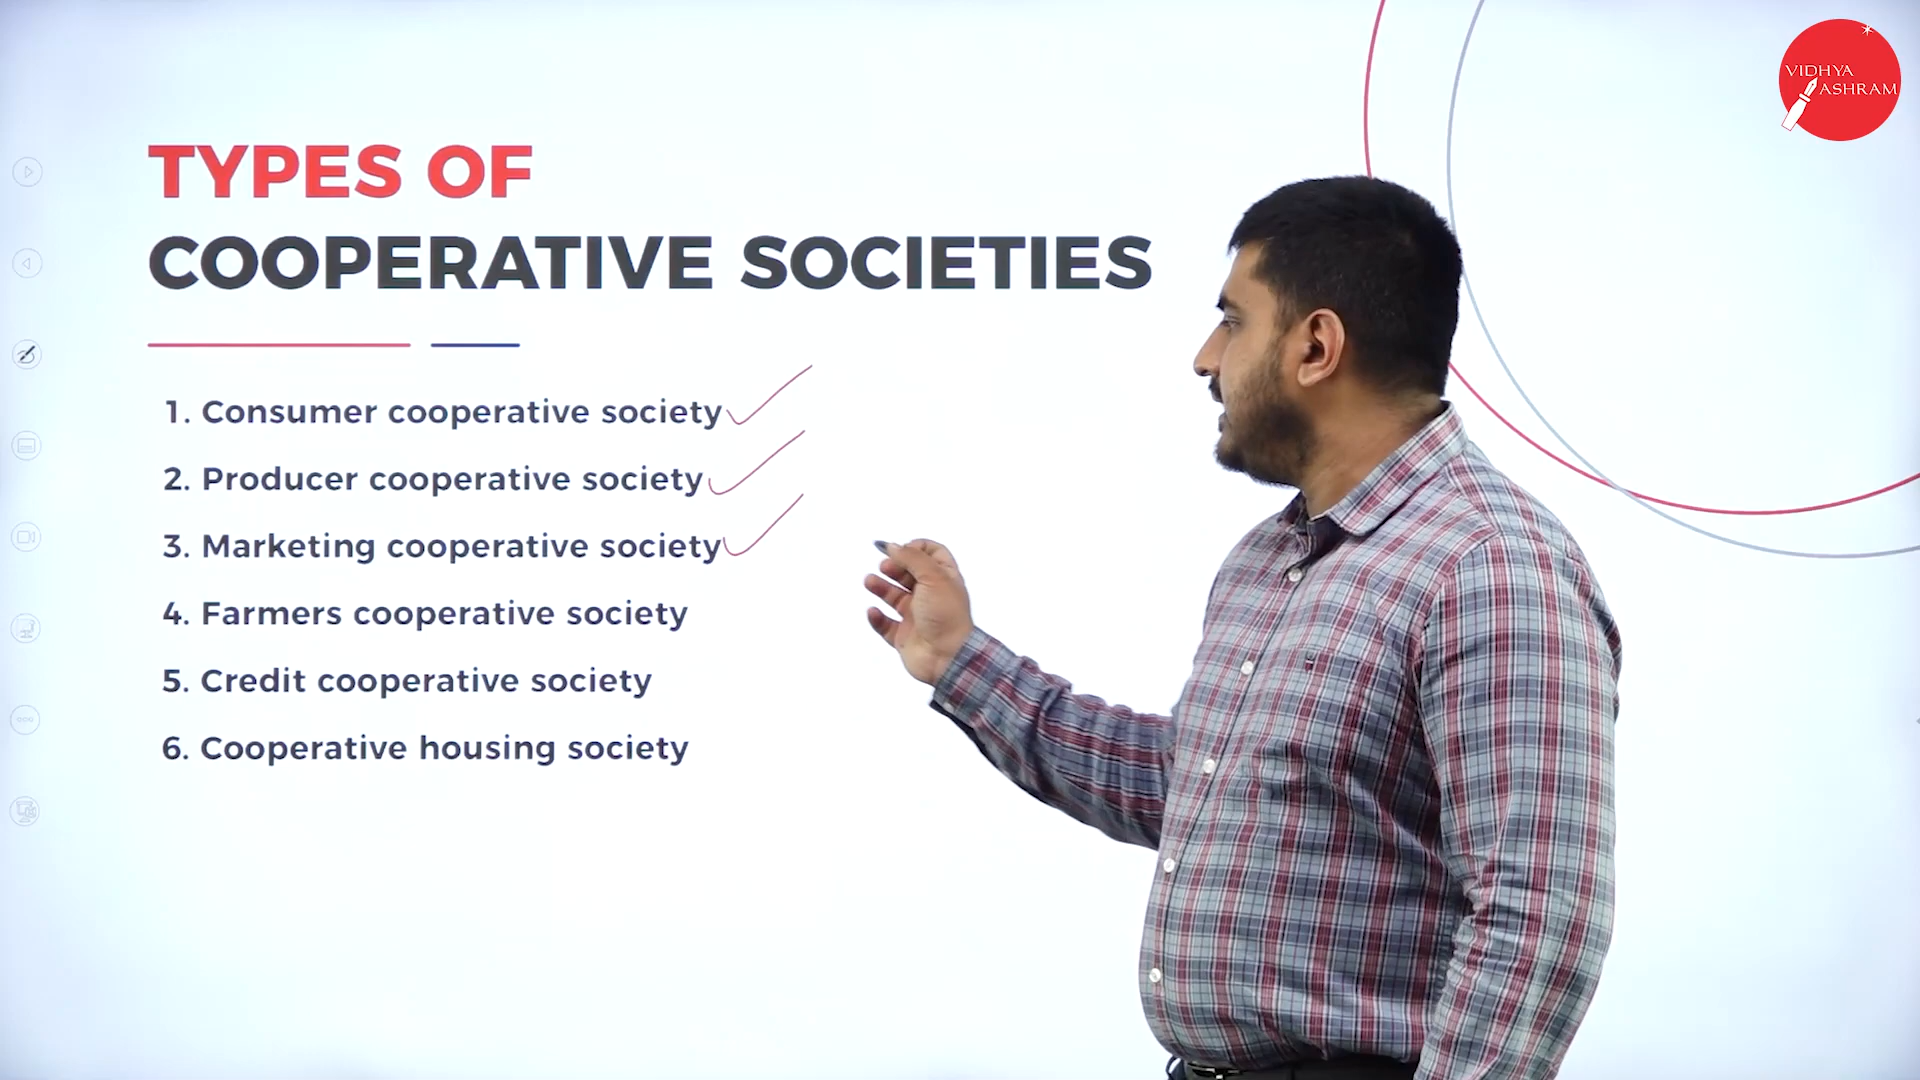 VIDHYA
ASHRAM
TYPES OF
COOPERATIVE SOCIETIES
1. Consumer cooperative society
2. Producer cooperative society
3. Marketing cooperative society
4. Farmers cooperative society
5. Credit cooperative society
6. Cooperative housing society